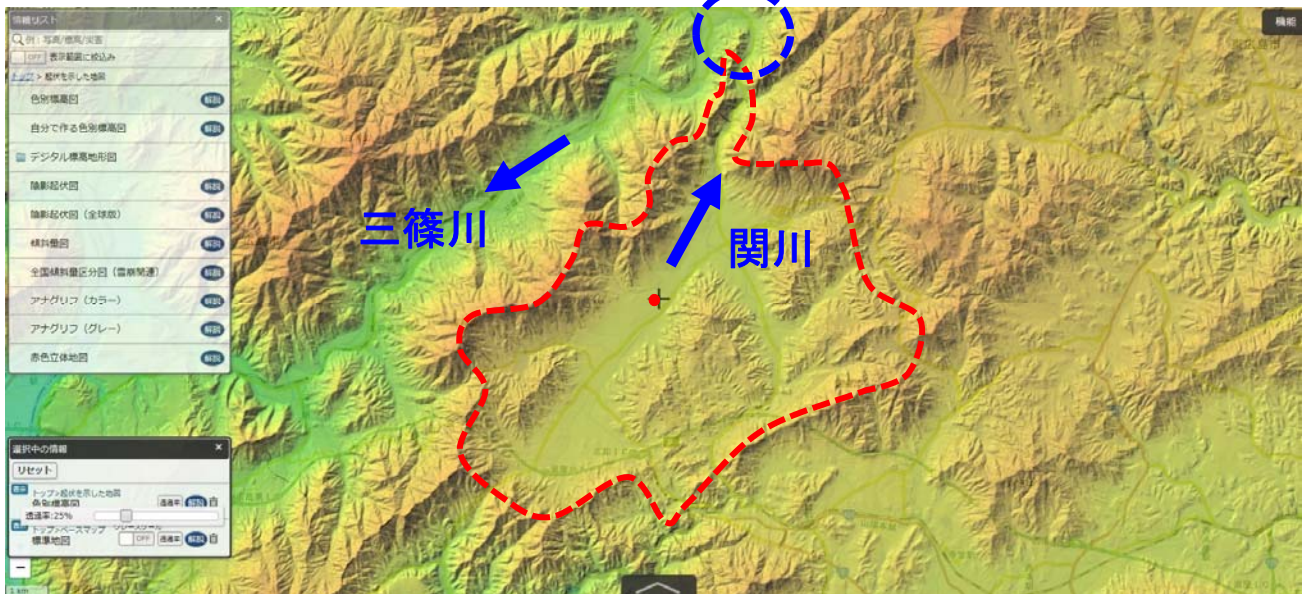 情報リスト ×
例：写真/標高/災害
OFF 表示範囲に絞込み
トップ > 起伏を示した地図
色別標高図 解説
自分で作る色別標高図 解説
デジタル標高地形図
陰影起伏図 解説
陰影起伏図（全球版） 解説
傾斜量図 解説
全国傾斜量区分図（雪崩関連） 解説
アナグリフ（カラー） 解説
アナグリフ（グレー） 解説
赤色立体地図 解説
機能
三篠川
関川
選択中の情報 ×
リセット
トップ>起伏を示した地図
色別標高図 透過率 解説
透過率:25%
トップ>ベースマップ グレースケール
標準地図 OFF 透過率 解説